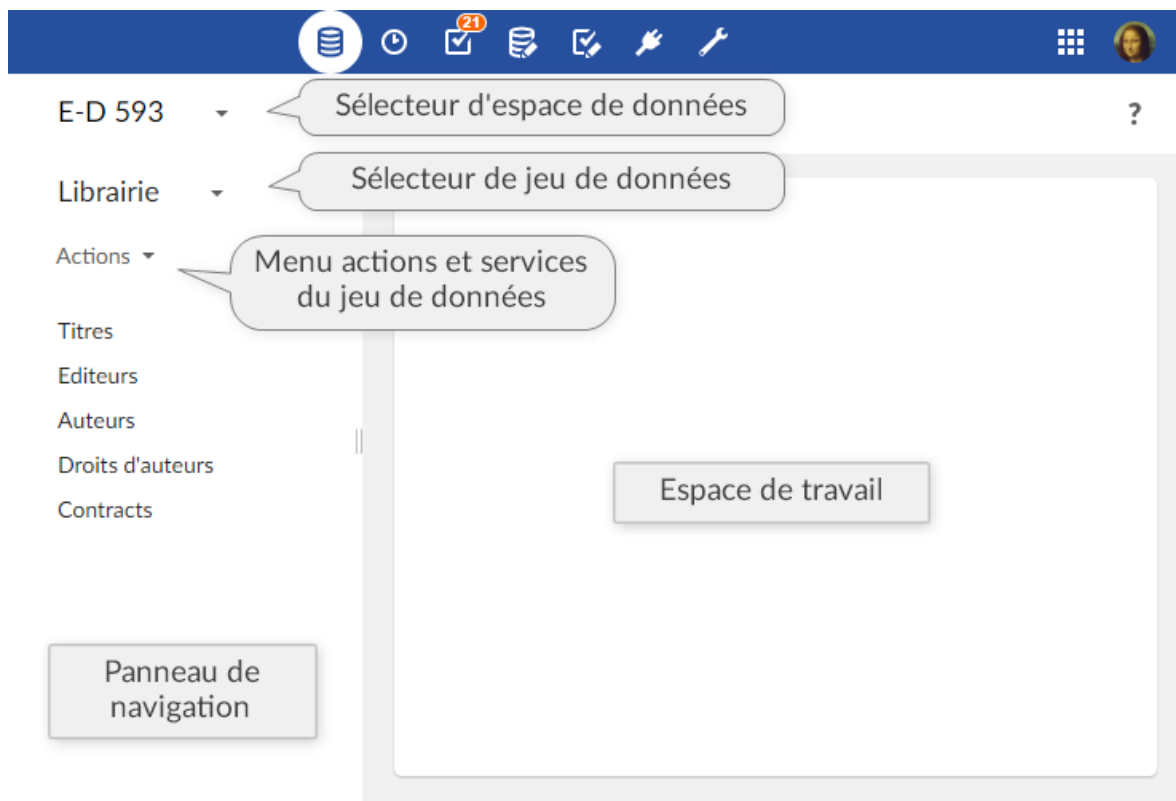 21
E-D 593
Sélecteur d'espace de données
?
Librairie
Sélecteur de jeu de données
Actions
Menu actions et services
du jeu de données
Titres
Editeurs
Auteurs
Droits d'auteurs
Contracts
Espace de travail
Panneau de
navigation